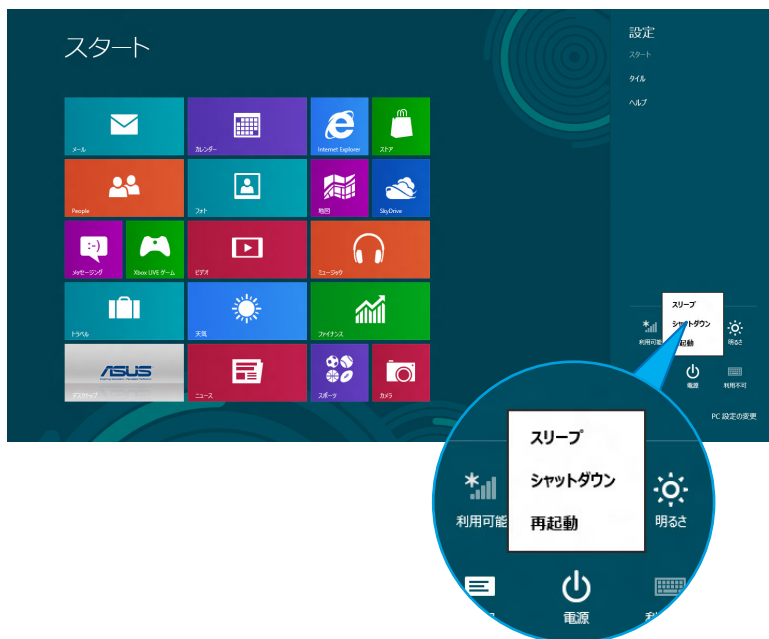 スタート
メール
カレンダー
Internet Explorer
ストア
People
フォト
地図
SkyDrive
メッセージング
Xbox LIVE ゲーム
ビデオ
ミュージック
トラベル
天気
ファイナンス
ASUS
デスクトップ
ニュース
スポーツ
カメラ
設定
スタート
タイル
ヘルプ
スリープ
シャットダウン
起動
利用可能
明るさ
電源
利用不可
PC 設定の変更
スリープ
シャットダウン
再起動
利用可能
明るさ
電源